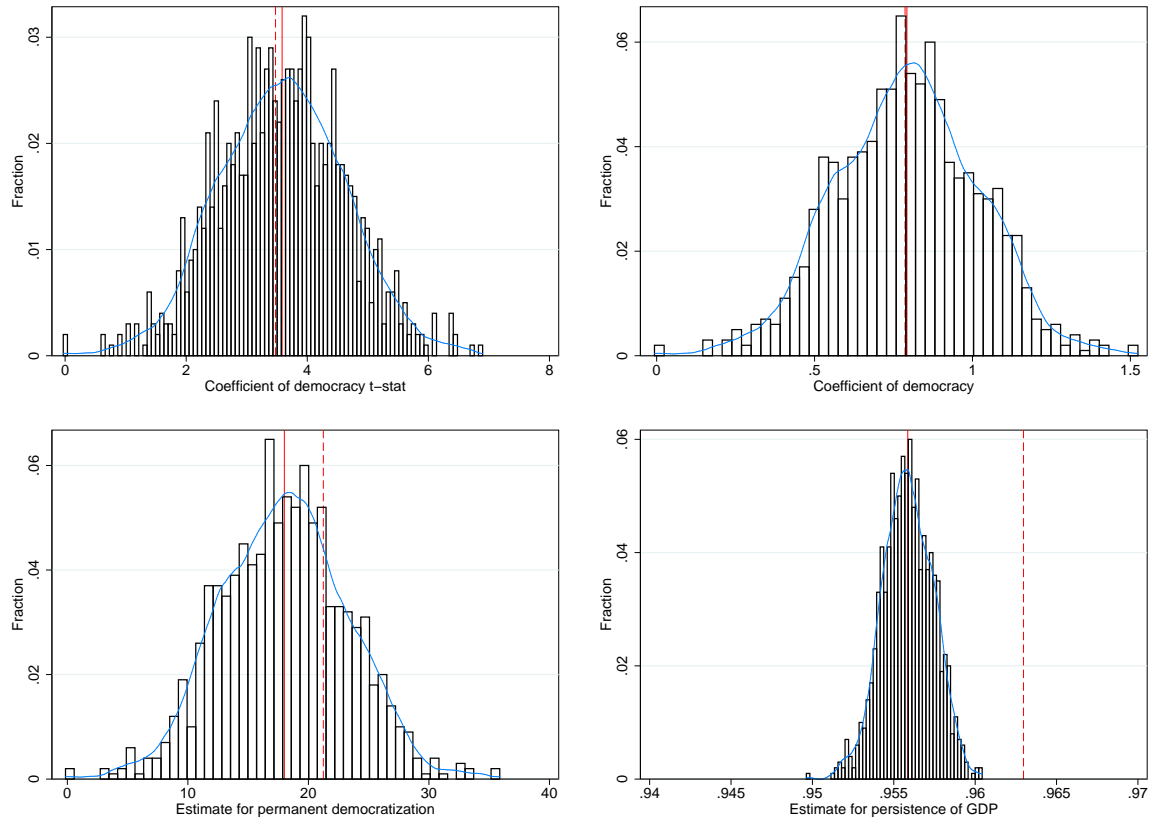 .03
.02
.01
0
Fraction
0 2 4 6 8
Coefficient of democracy t−stat
.06
.04
.02
0
Fraction
0 .5 1 1.5
Coefficient of democracy
.06
.04
.02
0
Fraction
0 10 20 30 40
Estimate for permanent democratization
.06
.04
.02
0
Fraction
.94 .945 .95 .955 .96 .965 .97
Estimate for persistence of GDP